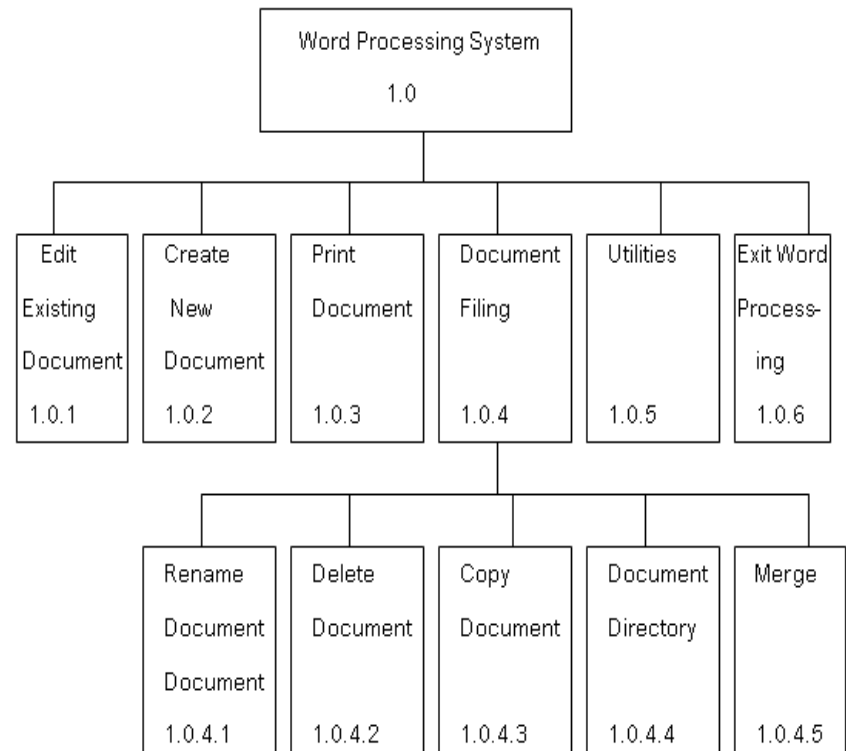 Word Processing System
1.0
Edit
Existing
Document
1.0.1
Create
New
Document
1.0.2
Print
Document
1.0.3
Document
Filing
1.0.4
Utilities
1.0.5
Exit Word
Process-
ing
1.0.6
Rename
Document
Document
1.0.4.1
Delete
Document
1.0.4.2
Copy
Document
1.0.4.3
Document
Directory
1.0.4.4
Merge
1.0.4.5